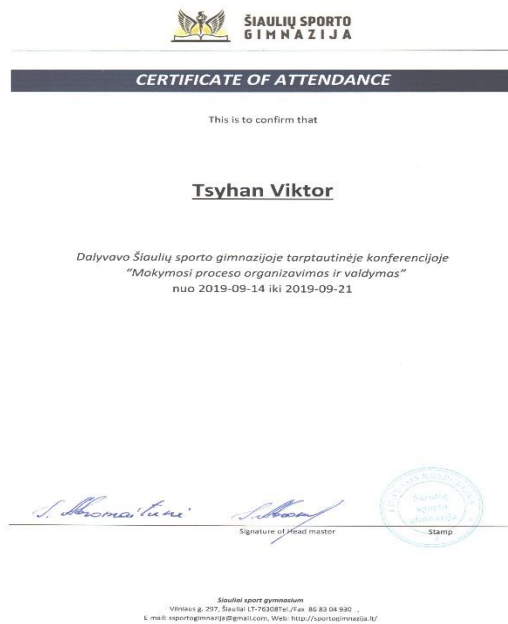 ŠIAULIŲ SPORTO
GIMNAZIJA
CERTIFICATE OF ATTENDANCE
This is to confirm that
Tsyhan Viktor
Dalyvavo Šiaulių sporto gimnazijoje tarptautinėje konferencijoje
“Mokymosi proceso organizavimas ir valdymas”
nuo 2019-09-14 iki 2019-09-21
Signature of Head master
Stamp
Šiauliai sport gymnasium
Vilniaus g. 297, Šiauliai LT-76308Tel./Fax 86 83 04 930
E mail: ssportogimnazija@gmail.com, Web: http://sportogimnazija.lt/